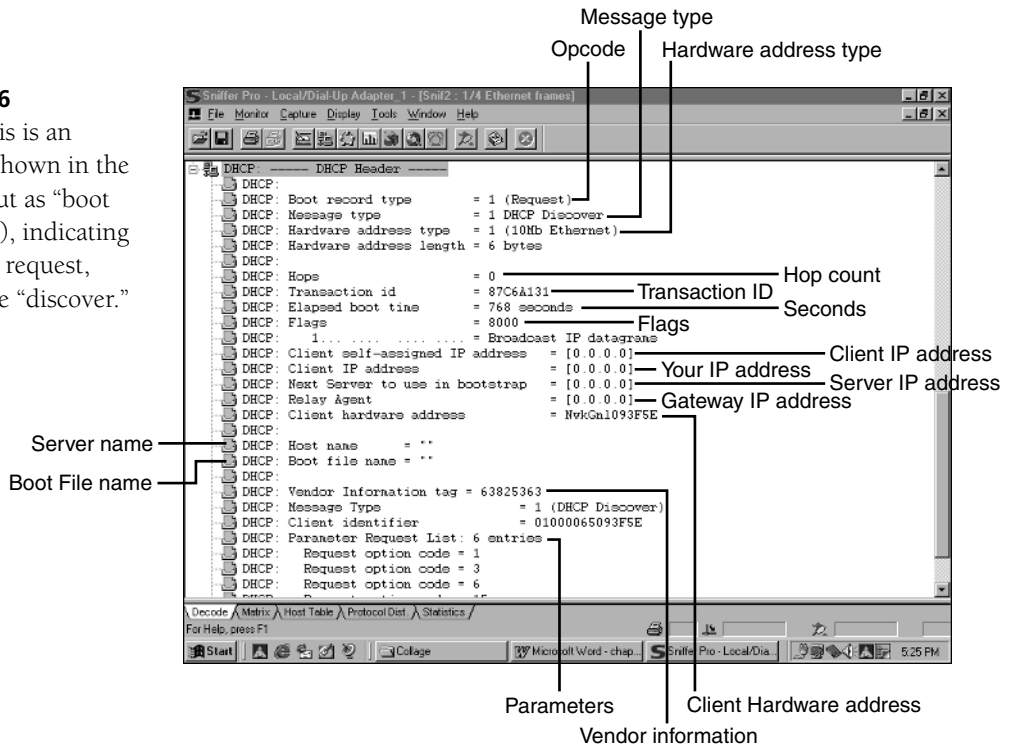 Message type
Opcode
Hardware address type
6
is is an
hown in the
ut as “boot
), indicating
request,
e “discover.”
Sniffer Pro - Local/Dial-Up Adapter_1 - [Snif2 : 1/4 Ethernet frames]
File Monitor Capture Display Tools Window Help
DHCP: ----- DHCP Header -----
DHCP:
DHCP: Boot record type = 1 (Request)
DHCP: Message type = 1 DHCP Discover
DHCP: Hardware address type = 1 (10Mb Ethernet)
DHCP: Hardware address length = 6 bytes
DHCP:
DHCP: Hops = 0
Hop count
DHCP: Transaction id = 87C6A131
Transaction ID
DHCP: Elapsed boot time = 768 seconds
Seconds
DHCP: Flags = 8000
Flags
DHCP: 1... .... .... .... = Broadcast IP datagrams
DHCP: Client self-assigned IP address = [0.0.0.0]
Client IP address
DHCP: Client IP address = [0.0.0.0]
Your IP address
DHCP: Next Server to use in bootstrap = [0.0.0.0]
Server IP address
DHCP: Relay Agent = [0.0.0.0]
Gateway IP address
DHCP: Client hardware address = NwkGnl093F5E
DHCP:
Server name
DHCP: Host name = ""
Boot File name
DHCP: Boot file name = ""
DHCP:
DHCP: Vendor Information tag = 63825363
DHCP: Message Type = 1 (DHCP Discover)
DHCP: Client identifier = 01000065093F5E
DHCP: Parameter Request List: 6 entries
DHCP: Request option code = 1
DHCP: Request option code = 3
DHCP: Request option code = 6
Decode Matrix Host Table Protocol Dist. Statistics
For Help, press F1
Start Collage Microsoft Word - chap... Sniffer Pro - Local/Dia... 5:25 PM
Parameters
Client Hardware address
Vendor information